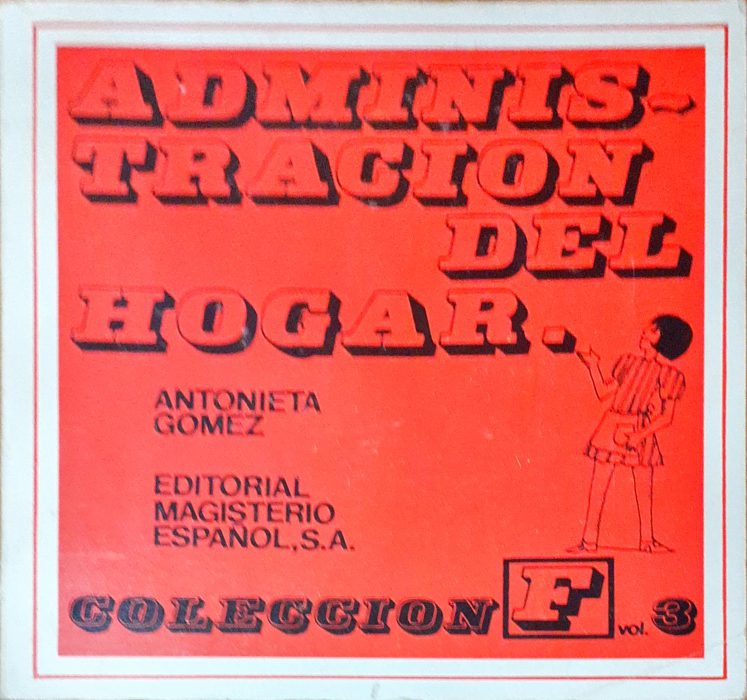 ADMINIS-
TRACION
DEL
HOGAR.
ANTONIETA
GOMEZ
EDITORIAL
MAGISTERIO
ESPAÑOL, S.A.
COLECCION F vol. 3